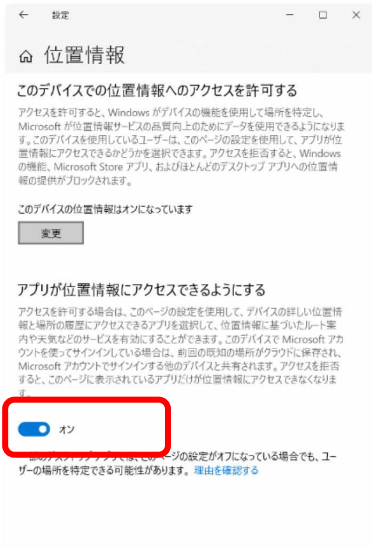 ← 設定 － □ ×
位置情報
このデバイスでの位置情報へのアクセスを許可する
アクセスを許可すると、Windows がデバイスの機能を使用して場所を特定し、
Microsoft が位置情報サービスの品質向上のためにデータを使用できるようになりま
す。このデバイスを使用しているユーザーは、このページの設定を使用して、アプリが位
置情報にアクセスできるかどうかを選択できます。アクセスを拒否すると、Windows
の機能、Microsoft Store アプリ、およびほとんどのデスクトップ アプリへの位置情
報の提供がブロックされます。
このデバイスの位置情報はオンになっています
変更
アプリが位置情報にアクセスできるようにする
アクセスを許可する場合は、このページの設定を使用して、デバイスの詳しい位置情
報と場所の履歴にアクセスできるアプリを選択して、位置情報に基づいたルート案
内や天気などのサービスを有効にすることができます。このデバイスで Microsoft アカ
ウントを使ってサインインしている場合は、前回の既知の場所がクラウドに保存され、
Microsoft アカウントでサインインする他のデバイスと共有されます。アクセスを拒否
すると、このページに表示されているアプリだけが位置情報にアクセスできなくなりま
す。
オン
部のデスクトップ アプリでは、このページの設定がオフになっている場合でも、ユー
ザーの場所を特定できる可能性があります。 理由を確認する